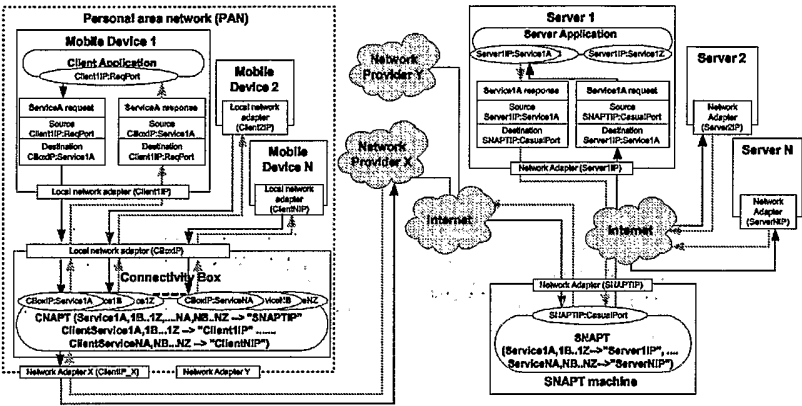 Personal area network (PAN)
Mobile Device 1
Client Application
Client1IP:ReqPort
ServiceA request
Source
Client1IP:ReqPort
Destination
CBoxIP:Service1A
ServiceA response
Source
CBoxIP:Service1A
Destination
Client1IP:ReqPort
Local network adapter (Client1IP)
Mobile
Device 2
Local network
adapter
(Client2IP)
Mobile
Device N
Local network
adapter
(ClientNIP)
Local network adaptor (CBoxIP)
Connectivity Box
CBoxIP:Service1A
ice1B
ice1Z
CBoxIP:ServiceNA
viceNB
ceNZ
CNAPT (Service1A,1B..1Z,....NA,NB..NZ --> "SNAPTIP"
ClientService1A,1B...1Z --> "Client1IP" .......
ClientServiceNA,NB...NZ --> "ClientNIP")
Network Adapter X (ClientIP_X)
Network Adapter Y
Network
Provider Y
Network
Provider X
Internet
Server 1
Server Application
Server1IP:Service1A
Server1IP:Service1Z
Service1A response
Source
Server1IP:Service1A
Destination
SNAPTIP:CasualPort
Service1A request
Source
SNAPTIP:CasualPort
Destination
Server1IP:Service1A
Network Adapter (Server1IP)
Server 2
Network
Adapter
(Server2IP)
Server N
Network
Adapter
(ServerNIP)
Internet
Network Adapter (SNAPTIP)
SNAPTIP:CasualPort
SNAPT
(Service1A,1B..1Z-->"Server1IP", ....
ServiceNA,NB..NZ-->"ServerNIP")
SNAPT machine